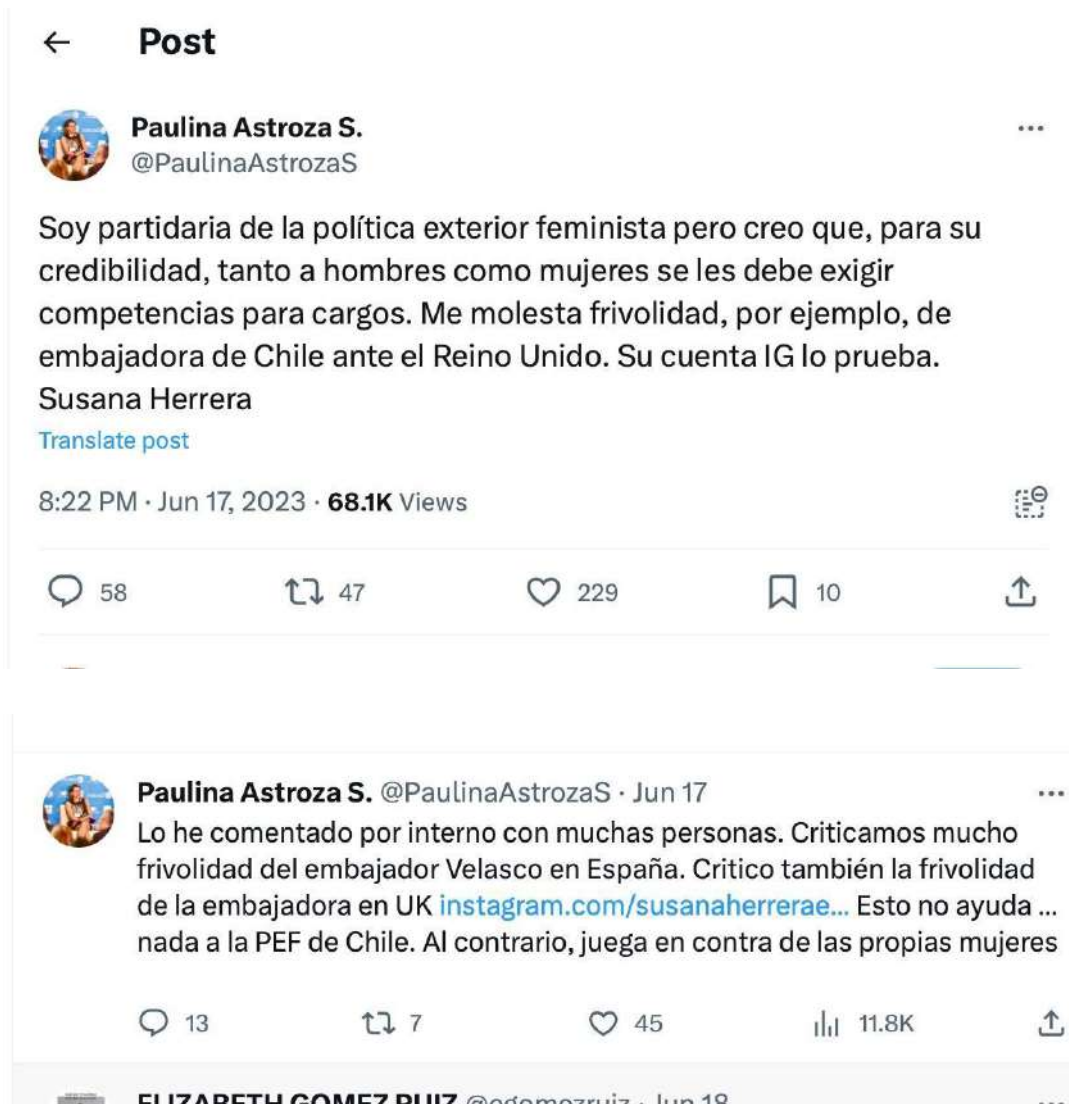 Post
Paulina Astroza S.
@PaulinaAstrozaS
Soy partidaria de la política exterior feminista pero creo que, para su
credibilidad, tanto a hombres como mujeres se les debe exigir
competencias para cargos. Me molesta frivolidad, por ejemplo, de
embajadora de Chile ante el Reino Unido. Su cuenta IG lo prueba.
Susana Herrera
Translate post
8:22 PM · Jun 17, 2023 · 68.1K Views
58 47 229 10
Paulina Astroza S. @PaulinaAstrozaS · Jun 17
Lo he comentado por interno con muchas personas. Criticamos mucho
frivolidad del embajador Velasco en España. Critico también la frivolidad
de la embajadora en UK instagram.com/susanaherrerae... Esto no ayuda ...
nada a la PEF de Chile. Al contrario, juega en contra de las propias mujeres
13 7 45 11.8K
ELIZABETH GOMEZ RUIZ @egomezruiz · Jun 18